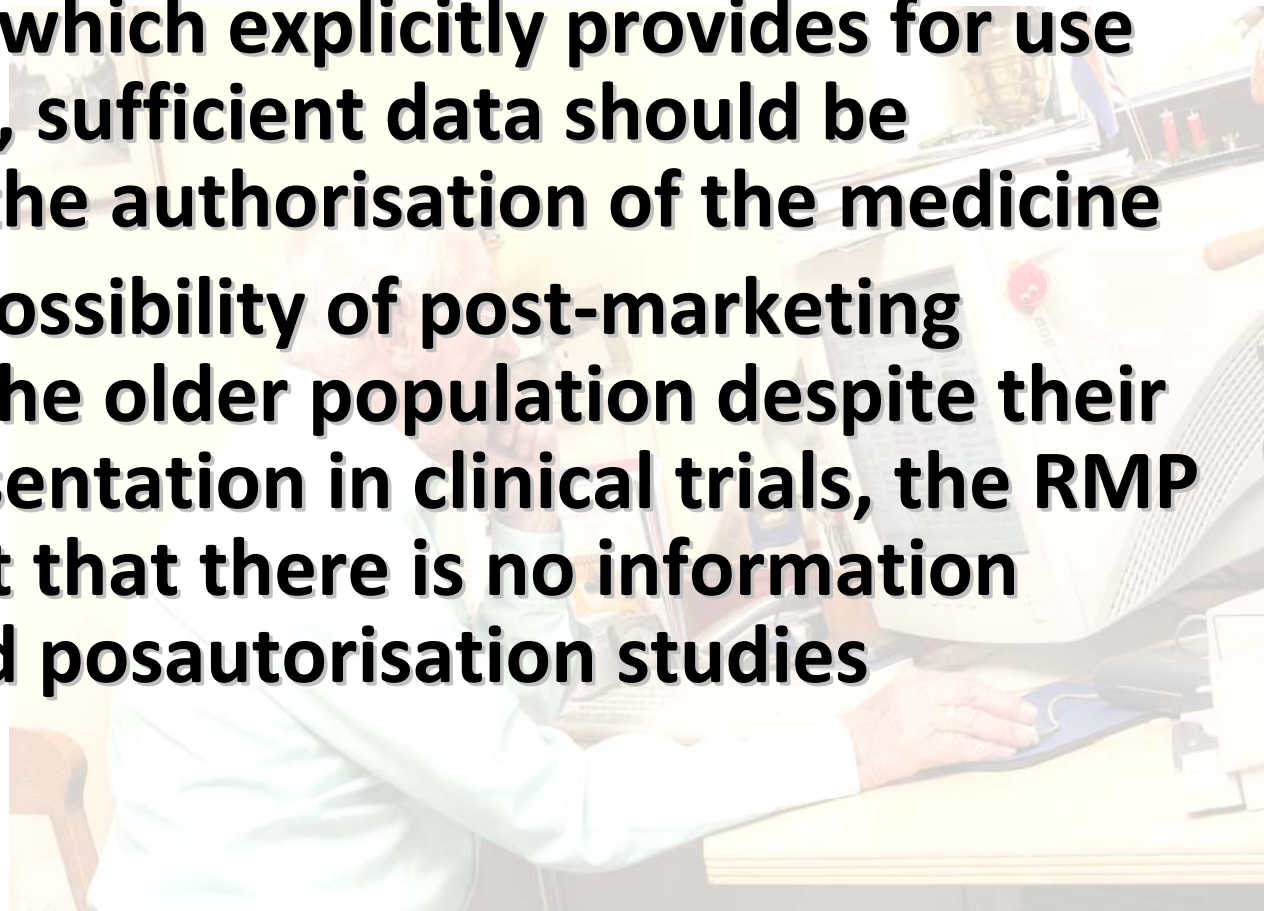 which explicitly provides for use
, sufficient data should be
he authorisation of the medicine
ossibility of post-marketing
he older population despite their
sentation in clinical trials, the RMP
t that there is no information
d posautorisation studies